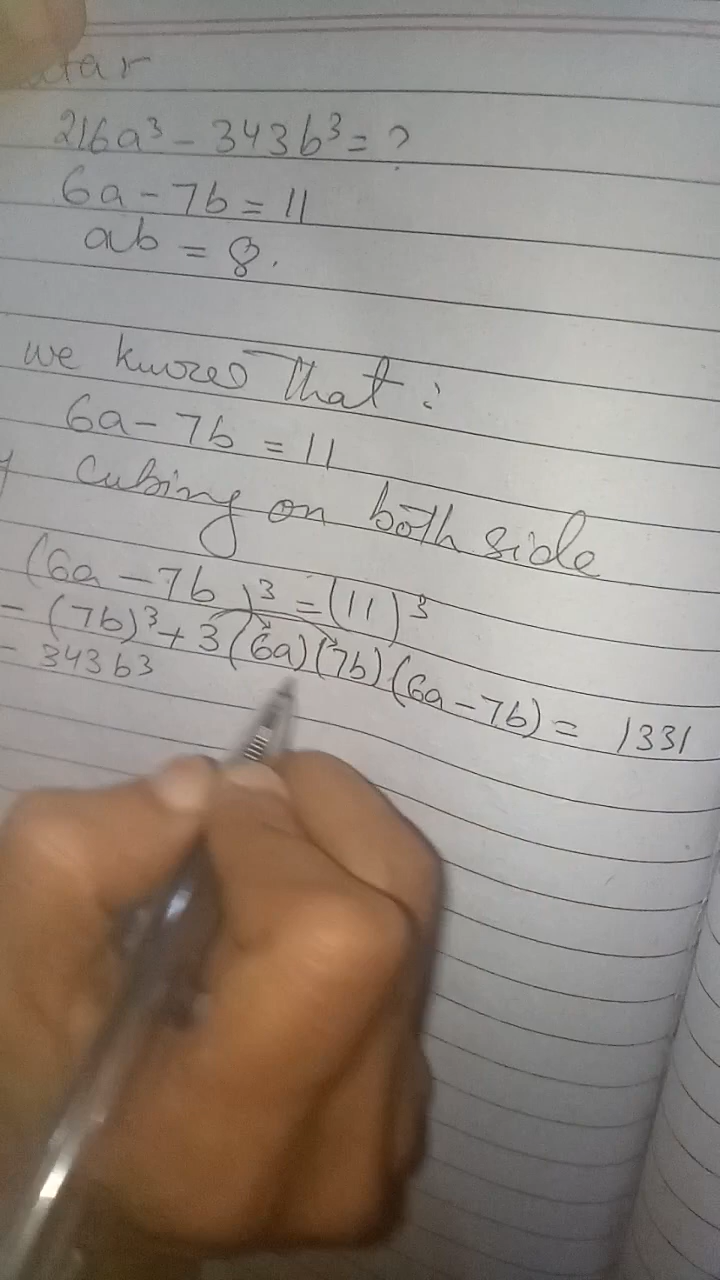 216a³ - 343b³ = ?
6a - 7b = 11
ab = 8.
we knows that :
6a - 7b = 11
Cubing on both side
(6a - 7b)³ = (11)³
- (7b)³ + 3(6a)(7b)(6a - 7b) = 1331
- 343b³